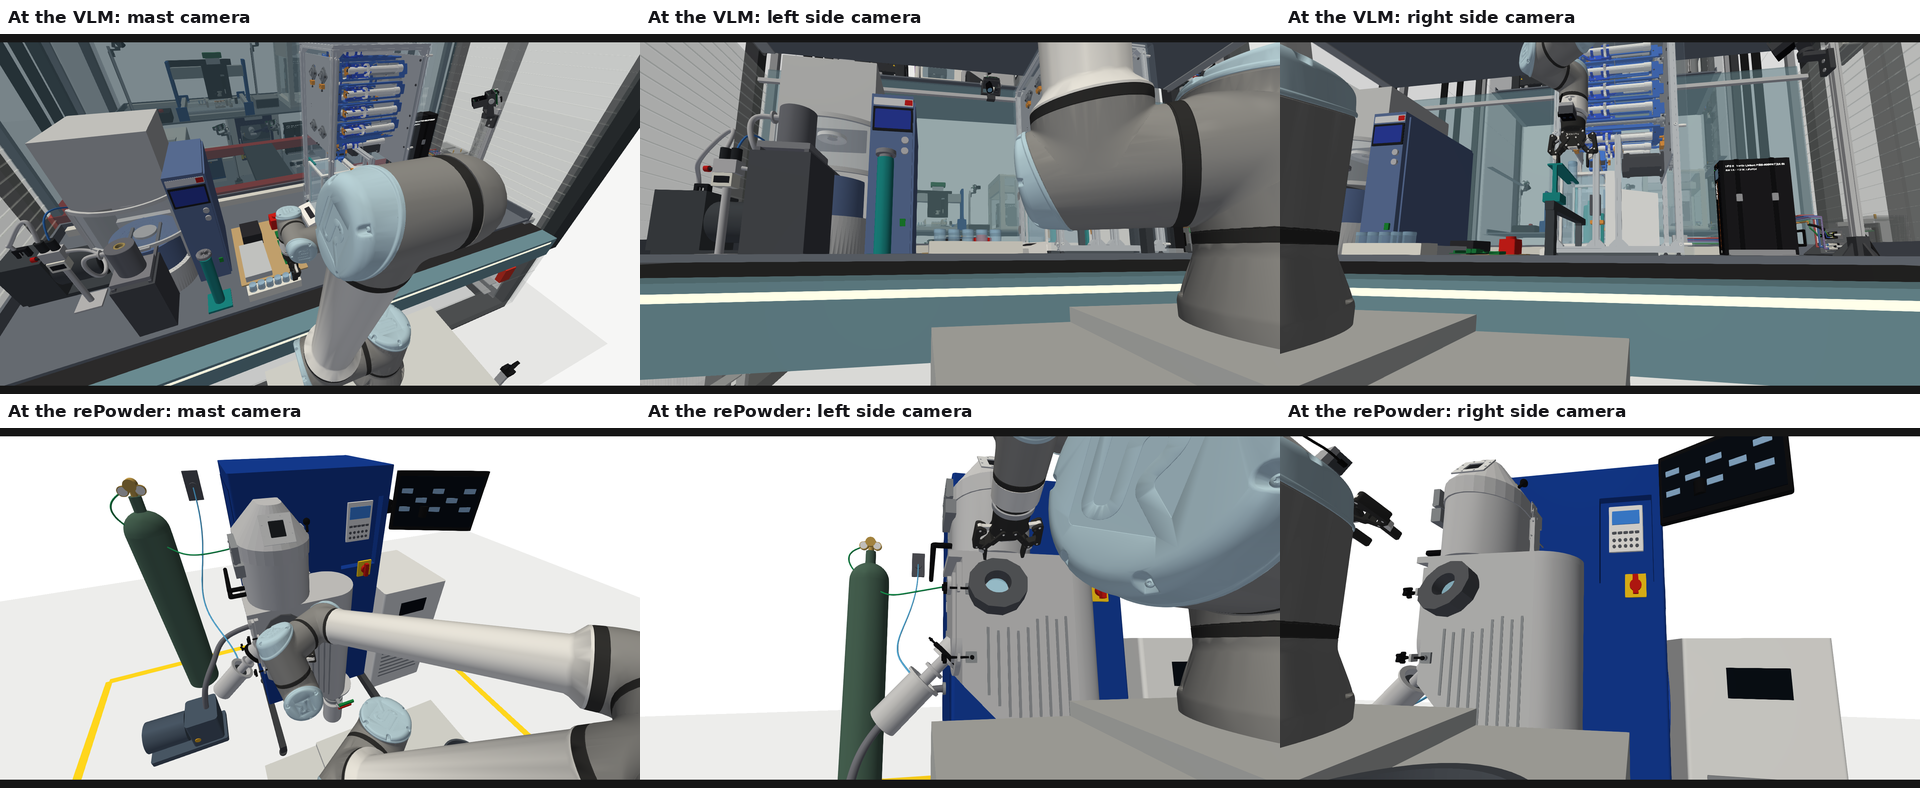 At the VLM: mast camera
At the VLM: left side camera
At the VLM: right side camera
At the rePowder: mast camera
At the rePowder: left side camera
At the rePowder: right side camera